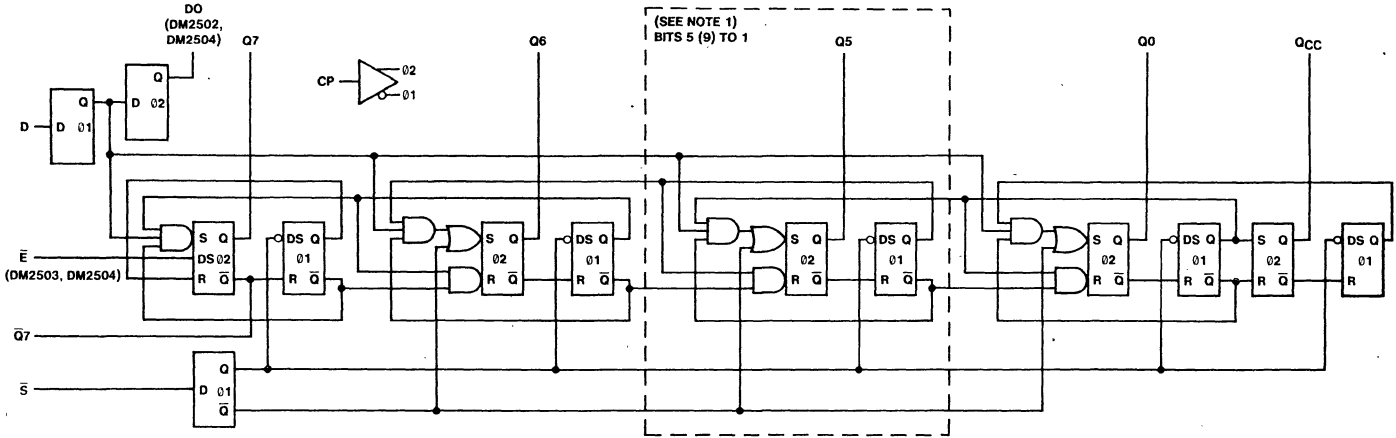 DO
(DM2502,
DM2504)
Q7
Q6
(SEE NOTE 1)
BITS 5 (9) TO 1
Q5
Q0
QCC
CP
Ø2
Ø1
Q
D Ø2
Q
D
D Ø1
S Q
DS Ø2
R Q̅
DS Q
Ø1
R Q̅
S Q
Ø2
R Q̅
DS Q
Ø1
R Q̅
S Q
Ø2
R Q̅
DS Q
Ø1
R Q̅
S Q
Ø2
R Q̅
DS Q
Ø1
R Q̅
S Q
Ø2
R Q̅
DS Q
Ø1
R
E̅
(DM2503, DM2504)
Q̅7
S̅
Q
D Ø1
Q̅